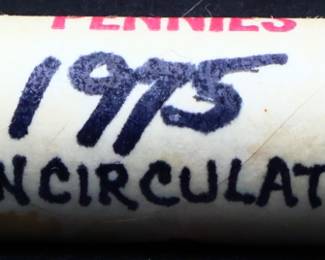 PENNIES
1975
NCIRCULAT